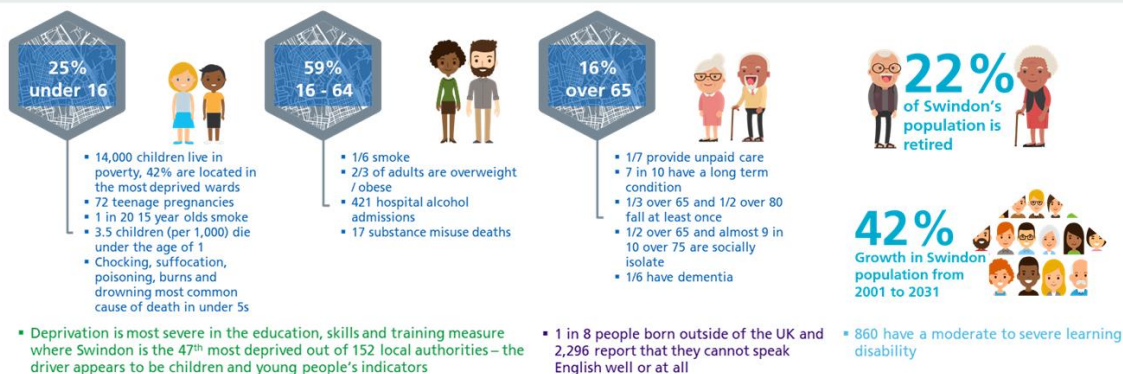 25%
under 16
▪ 14,000 children live in
poverty, 42% are located in
the most deprived wards
▪ 72 teenage pregnancies
▪ 1 in 20 15 year olds smoke
▪ 3.5 children (per 1,000) die
under the age of 1
▪ Chocking, suffocation,
poisoning, burns and
drowning most common
cause of death in under 5s
59%
16 - 64
▪ 1/6 smoke
▪ 2/3 of adults are overweight
/ obese
▪ 421 hospital alcohol
admissions
▪ 17 substance misuse deaths
16%
over 65
▪ 1/7 provide unpaid care
▪ 7 in 10 have a long term
condition
▪ 1/3 over 65 and 1/2 over 80
fall at least once
▪ 1/2 over 65 and almost 9 in
10 over 75 are socially
isolate
▪ 1/6 have dementia
22%
of Swindon's
population is
retired
42%
Growth in Swindon
population from
2001 to 2031
▪ Deprivation is most severe in the education, skills and training measure
where Swindon is the 47th most deprived out of 152 local authorities – the
driver appears to be children and young people's indicators
▪ 1 in 8 people born outside of the UK and
2,296 report that they cannot speak
English well or at all
▪ 860 have a moderate to severe learning
disability